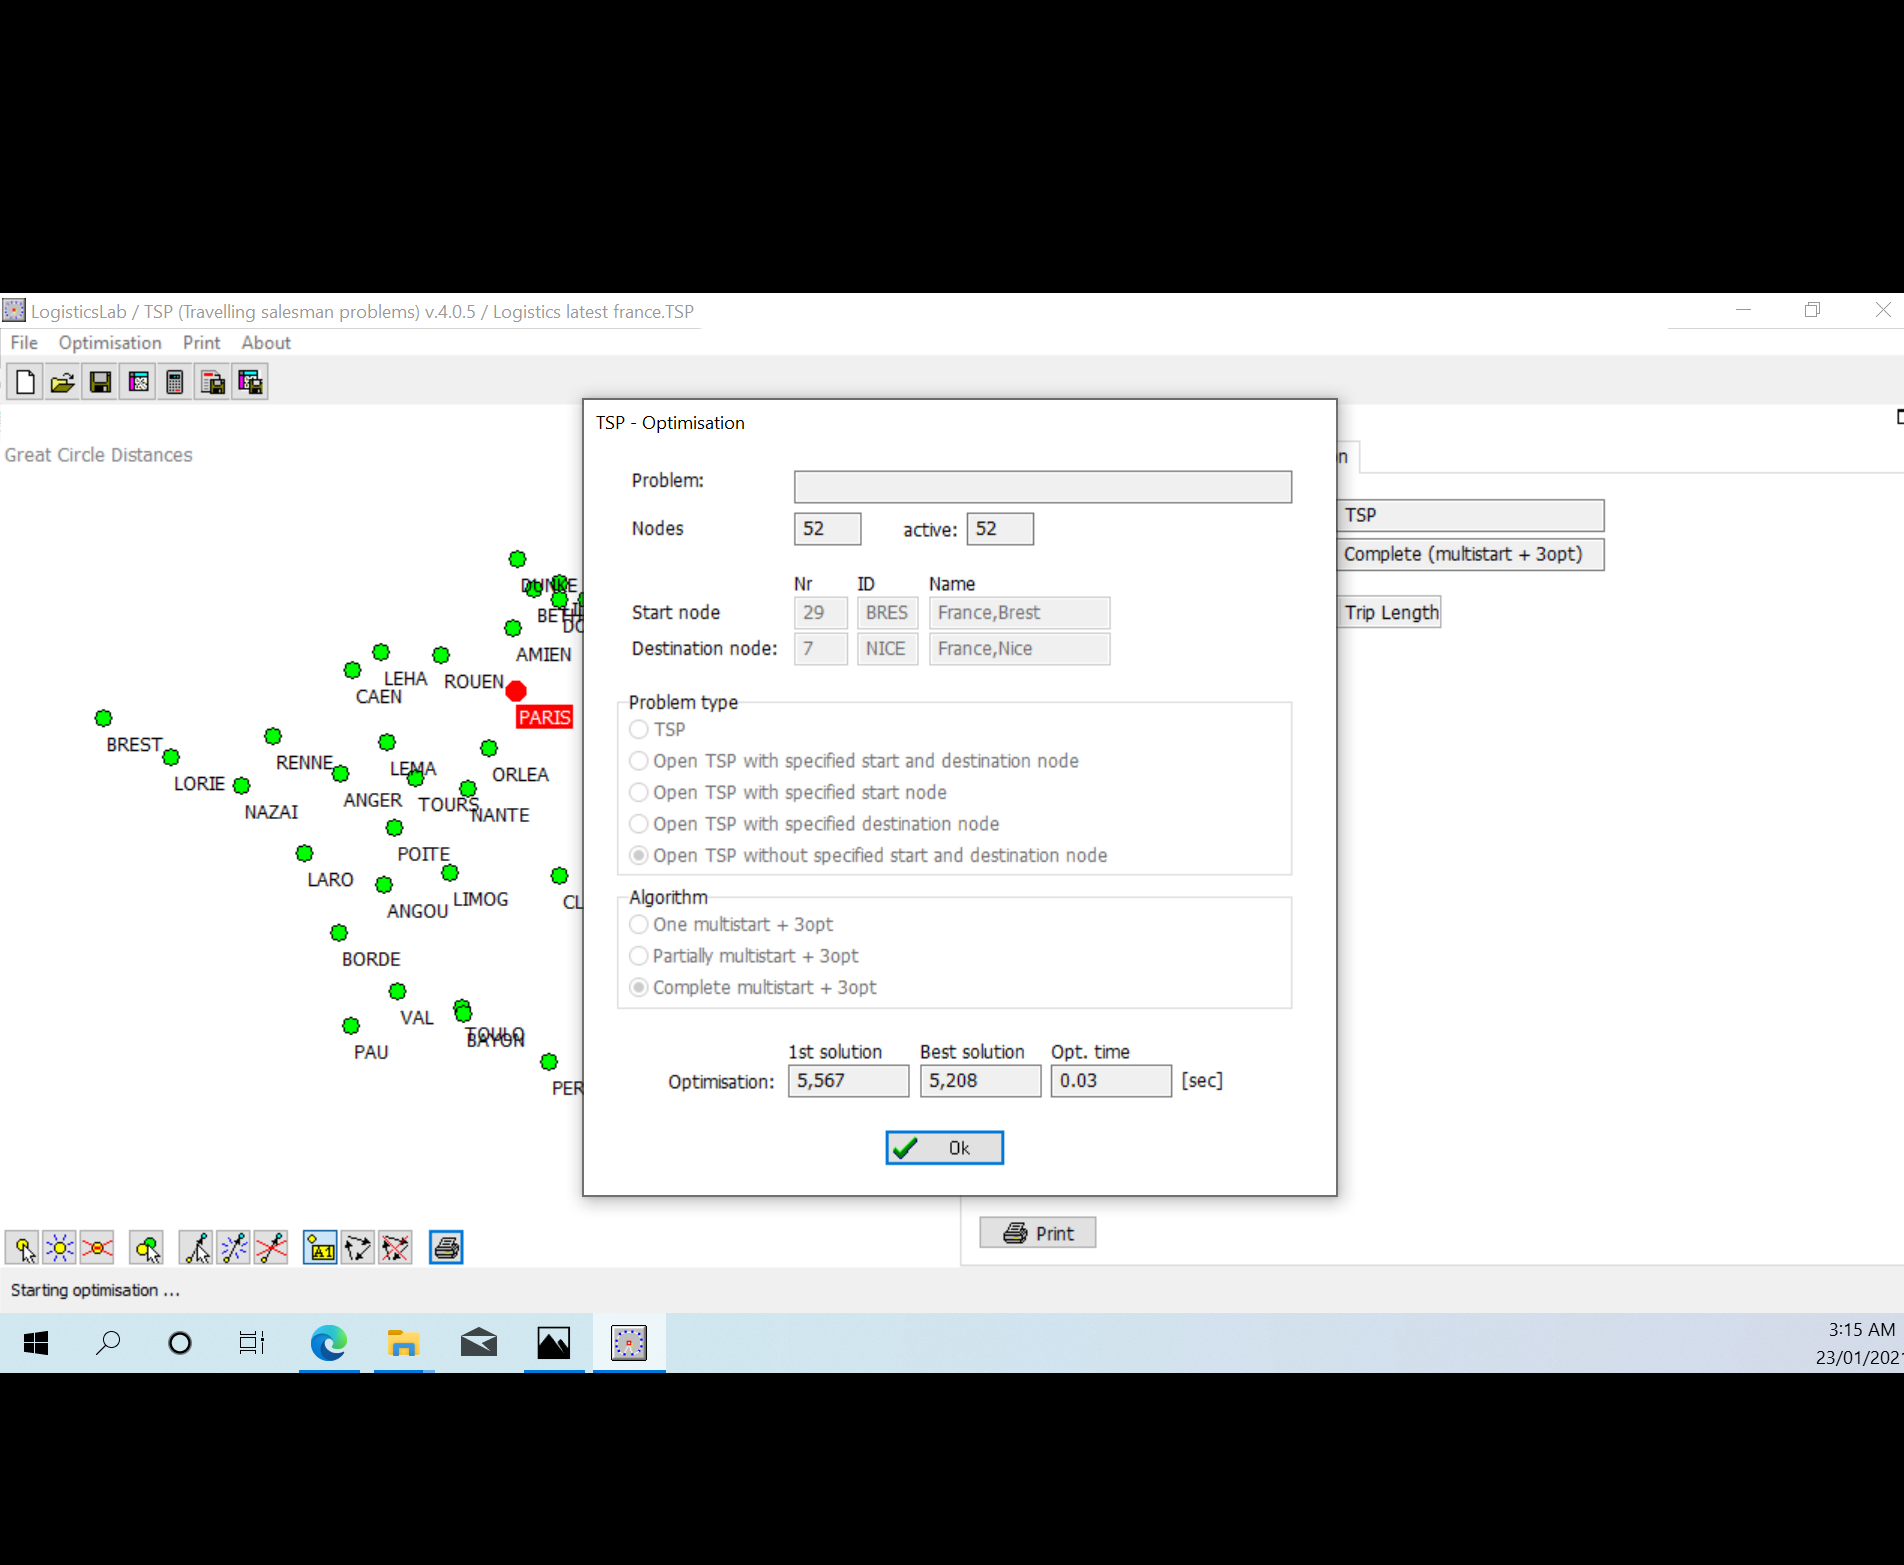 LogisticsLab / TSP (Travelling salesman problems) v.4.0.5 / Logistics latest france.TSP
File Optimisation Print About
Great Circle Distances
DUNKE
BETH
AMIEN
LEHA
ROUEN
CAEN
PARIS
BREST
RENNE
LEMA
ORLEA
LORIE
ANGER
TOURS
NAZAI
NANTE
POITE
LARO
LIMOG
CL
ANGOU
BORDE
VAL
TOULO
BAYON
PAU
PER
TSP - Optimisation
Problem:
Nodes 52 active: 52
Nr ID Name
Start node 29 BRES France,Brest
Destination node: 7 NICE France,Nice
Problem type
TSP
Open TSP with specified start and destination node
Open TSP with specified start node
Open TSP with specified destination node
Open TSP without specified start and destination node
Algorithm
One multistart + 3opt
Partially multistart + 3opt
Complete multistart + 3opt
1st solution Best solution Opt. time
Optimisation: 5,567 5,208 0.03 [sec]
Ok
n
TSP
Complete (multistart + 3opt)
Trip Length
Print
A1
Starting optimisation ...
3:15 AM
23/01/202